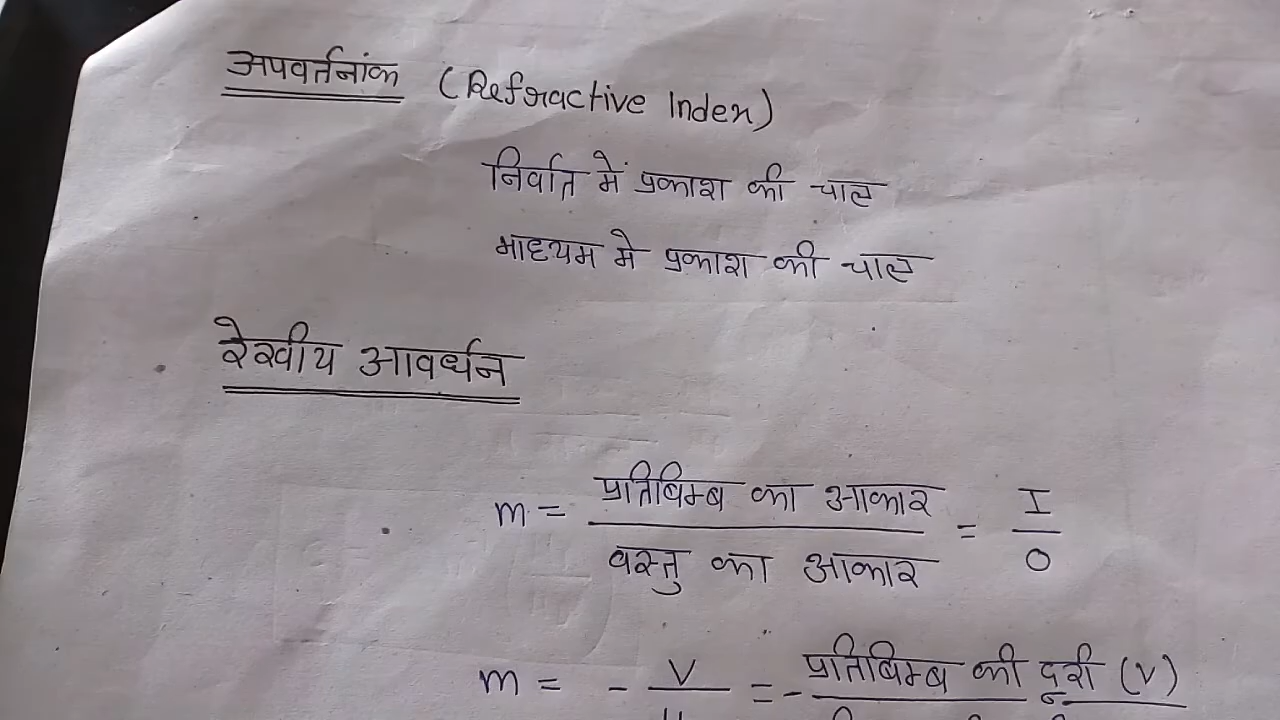 अपवर्तनांक (Refractive Index)
निर्वात में प्रकाश की चाल
माध्यम मे प्रकाश की चाल
रेखीय आवर्धन
m = प्रतिबिम्ब का आकार / वस्तु का आकार = I / O
m = - v / u = - प्रतिबिम्ब की दूरी (v)